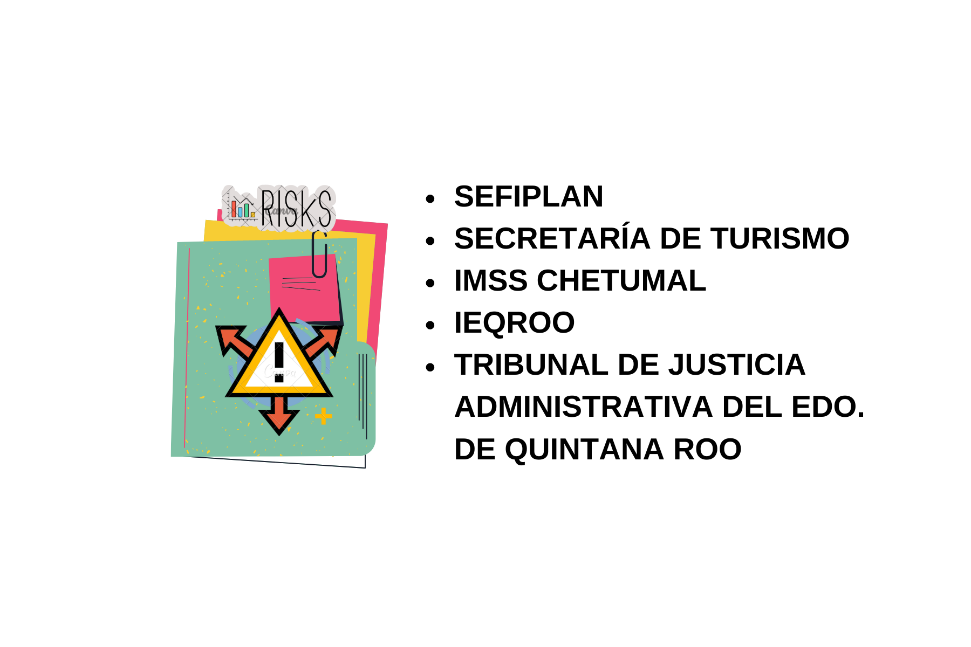 RISKS
SEFIPLAN
SECRETARÍA DE TURISMO
IMSS CHETUMAL
IEQROO
TRIBUNAL DE JUSTICIA
ADMINISTRATIVA DEL EDO.
DE QUINTANA ROO